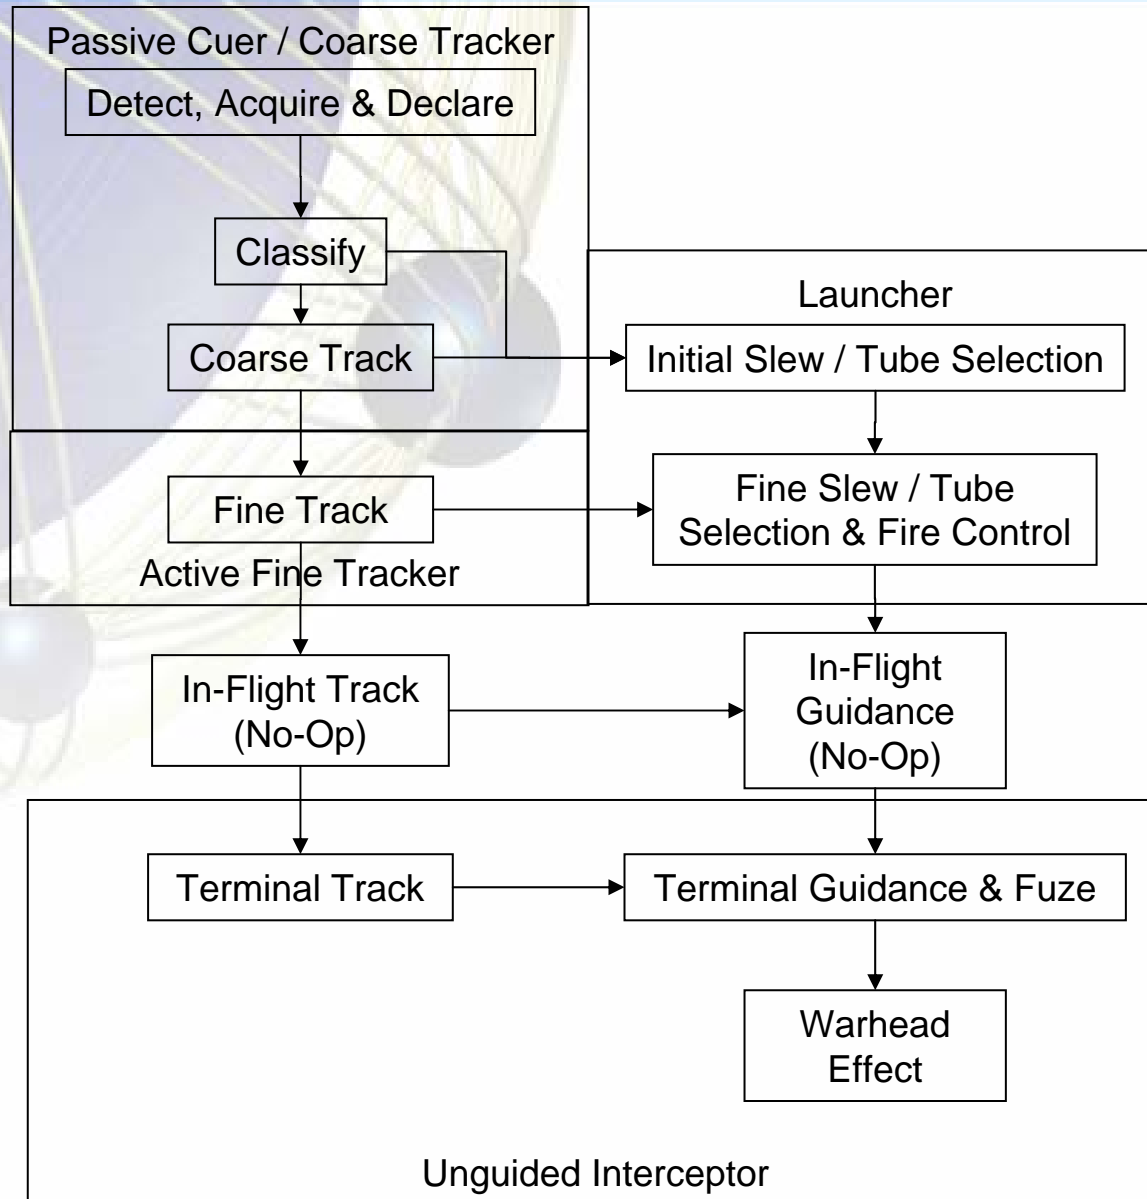 Passive Cuer / Coarse Tracker
Detect, Acquire & Declare
Classify
Coarse Track
Launcher
Initial Slew / Tube Selection
Fine Track
Active Fine Tracker
Fine Slew / Tube
Selection & Fire Control
In-Flight Track
(No-Op)
In-Flight
Guidance
(No-Op)
Terminal Track
Terminal Guidance & Fuze
Warhead
Effect
Unguided Interceptor